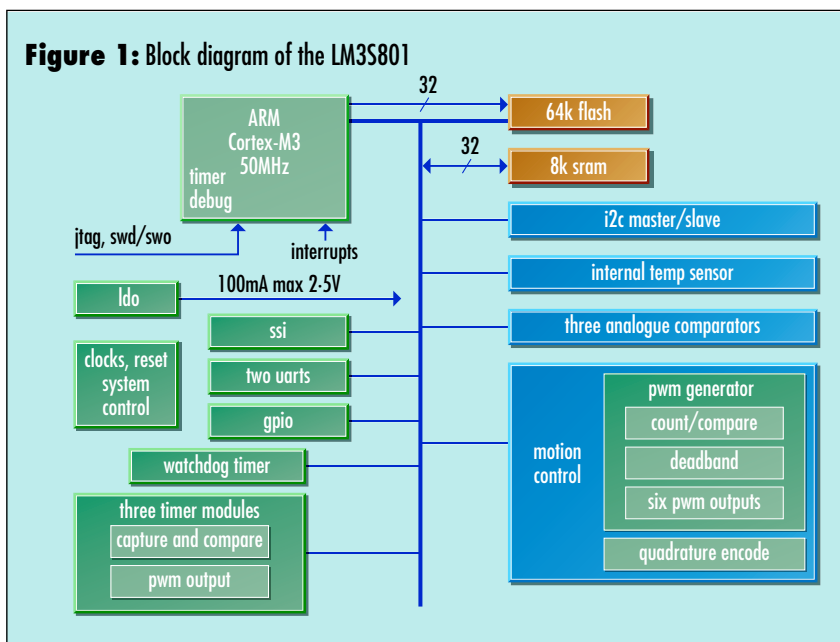 Figure 1: Block diagram of the LM3S801
32
ARM
Cortex-M3
50MHz
timer
debug
64k flash
32
8k sram
jtag, swd/swo
interrupts
i2c master/slave
ldo
100mA max 2·5V
internal temp sensor
ssi
three analogue comparators
clocks, reset
system
control
two uarts
gpio
watchdog timer
three timer modules
capture and compare
pwm output
motion
control
pwm generator
count/compare
deadband
six pwm outputs
quadrature encode